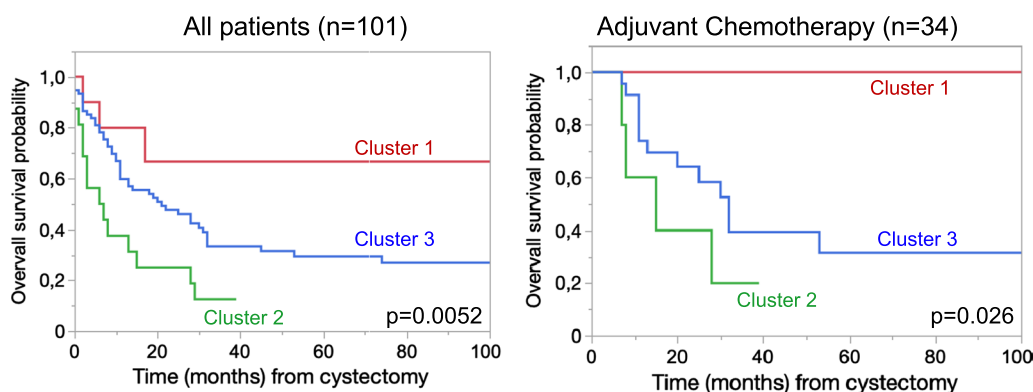 All patients (n=101)
Overvall survival probability
1,0
0,8
0,6
0,4
0,2
0
Cluster 1
Cluster 3
Cluster 2
p=0.0052
0 20 40 60 80 100
Time (months) from cystectomy
Adjuvant Chemotherapy (n=34)
Overvall survival probability
1,0
0,8
0,6
0,4
0,2
0
Cluster 1
Cluster 3
Cluster 2
p=0.026
0 20 40 60 80 100
Time (months) from cystectomy